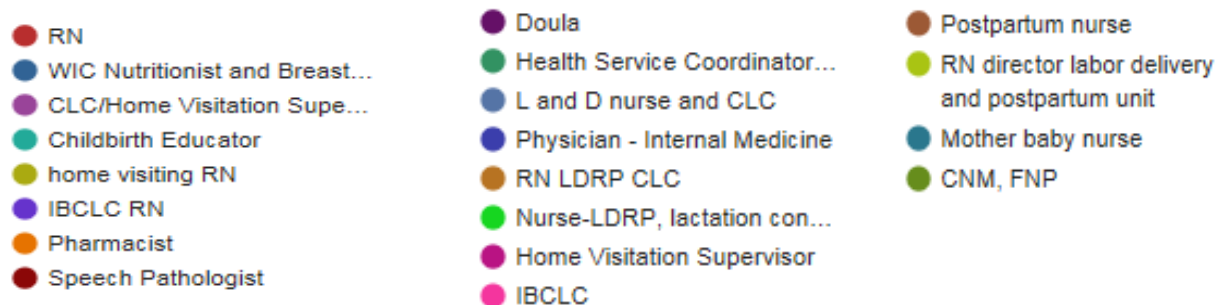 RN
WIC Nutritionist and Breast...
CLC/Home Visitation Supe...
Childbirth Educator
home visiting RN
IBCLC RN
Pharmacist
Speech Pathologist
Doula
Health Service Coordinator...
L and D nurse and CLC
Physician - Internal Medicine
RN LDRP CLC
Nurse-LDRP, lactation con...
Home Visitation Supervisor
IBCLC
Postpartum nurse
RN director labor delivery
and postpartum unit
Mother baby nurse
CNM, FNP